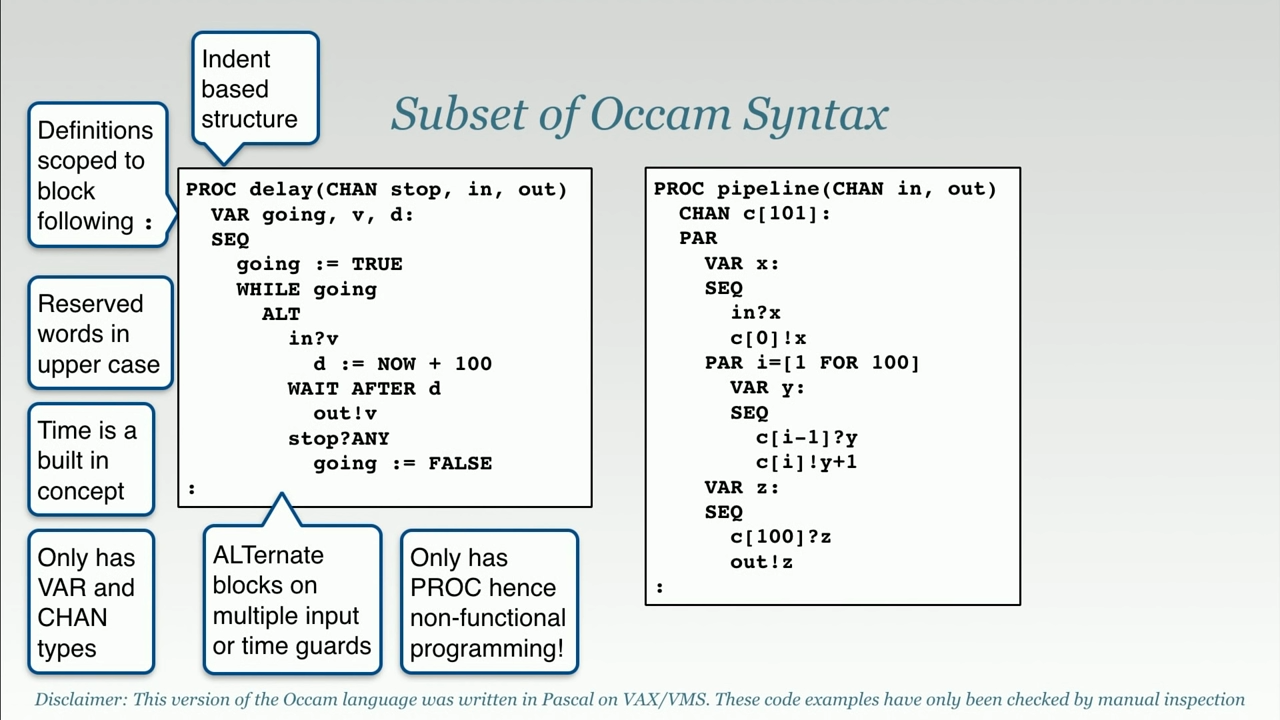 Subset of Occam Syntax
Indent
based
structure
Definitions
scoped to
block
following :
Reserved
words in
upper case
Time is a
built in
concept
Only has
VAR and
CHAN
types
PROC delay(CHAN stop, in, out)
  VAR going, v, d:
  SEQ
    going := TRUE
    WHILE going
      ALT
        in?v
          d := NOW + 100
        WAIT AFTER d
          out!v
        stop?ANY
          going := FALSE
:
ALTernate
blocks on
multiple input
or time guards
Only has
PROC hence
non-functional
programming!
PROC pipeline(CHAN in, out)
  CHAN c[101]:
  PAR
    VAR x:
    SEQ
      in?x
      c[0]!x
    PAR i=[1 FOR 100]
      VAR y:
      SEQ
        c[i-1]?y
        c[i]!y+1
    VAR z:
    SEQ
      c[100]?z
      out!z
:
Disclaimer: This version of the Occam language was written in Pascal on VAX/VMS. These code examples have only been checked by manual inspection